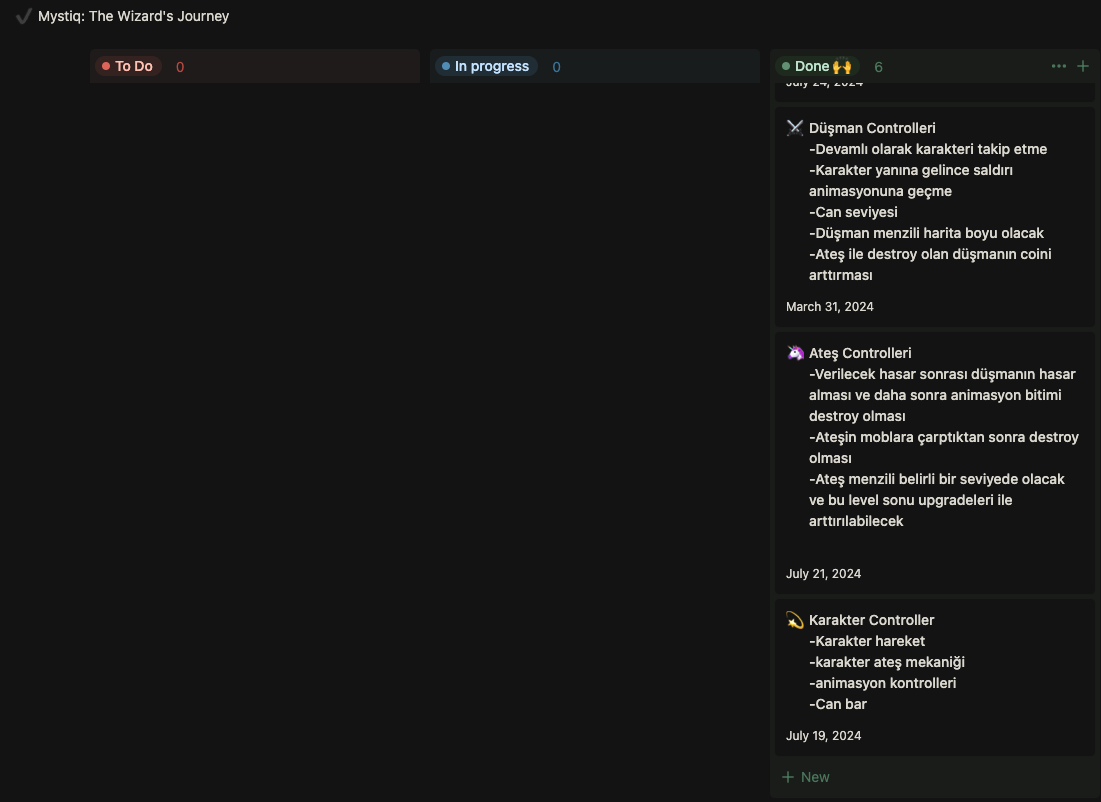 Mystiq: The Wizard's Journey
To Do 0
In progress 0
Done 🙌 6
July 24, 2024
Düşman Controlleri
-Devamlı olarak karakteri takip etme
-Karakter yanına gelince saldırı
animasyonuna geçme
-Can seviyesi
-Düşman menzili harita boyu olacak
-Ateş ile destroy olan düşmanın coini
arttırması
March 31, 2024
Ateş Controlleri
-Verilecek hasar sonrası düşmanın hasar
alması ve daha sonra animasyon bitimi
destroy olması
-Ateşin moblara çarptıktan sonra destroy
olması
-Ateş menzili belirli bir seviyede olacak
ve bu level sonu upgradeleri ile
arttırılabilecek
July 21, 2024
Karakter Controller
-Karakter hareket
-karakter ateş mekaniği
-animasyon kontrolleri
-Can bar
July 19, 2024
+ New